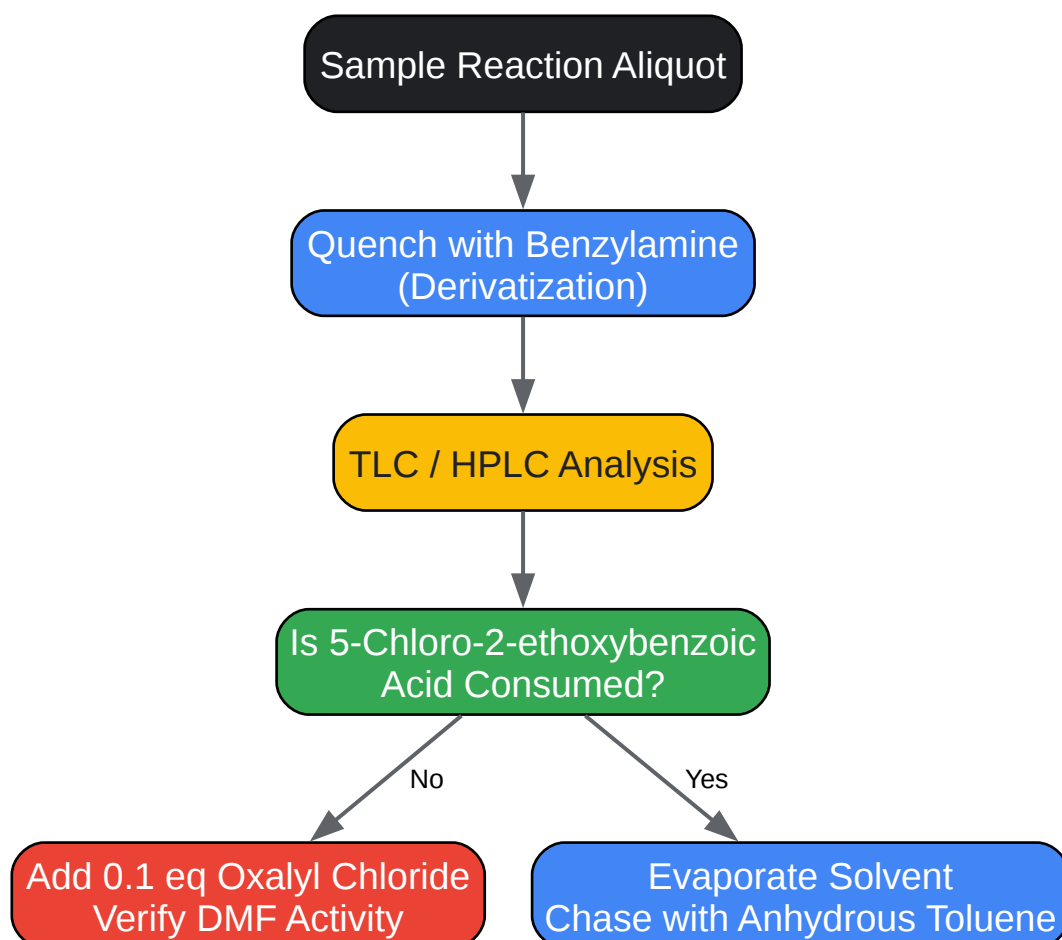 Sample Reaction Aliquot
Quench with Benzylamine
(Derivatization)
TLC / HPLC Analysis
Is 5-Chloro-2-ethoxybenzoic
Acid Consumed?
No
Yes
Add 0.1 eq Oxalyl Chloride
Verify DMF Activity
Evaporate Solvent
Chase with Anhydrous Toluene